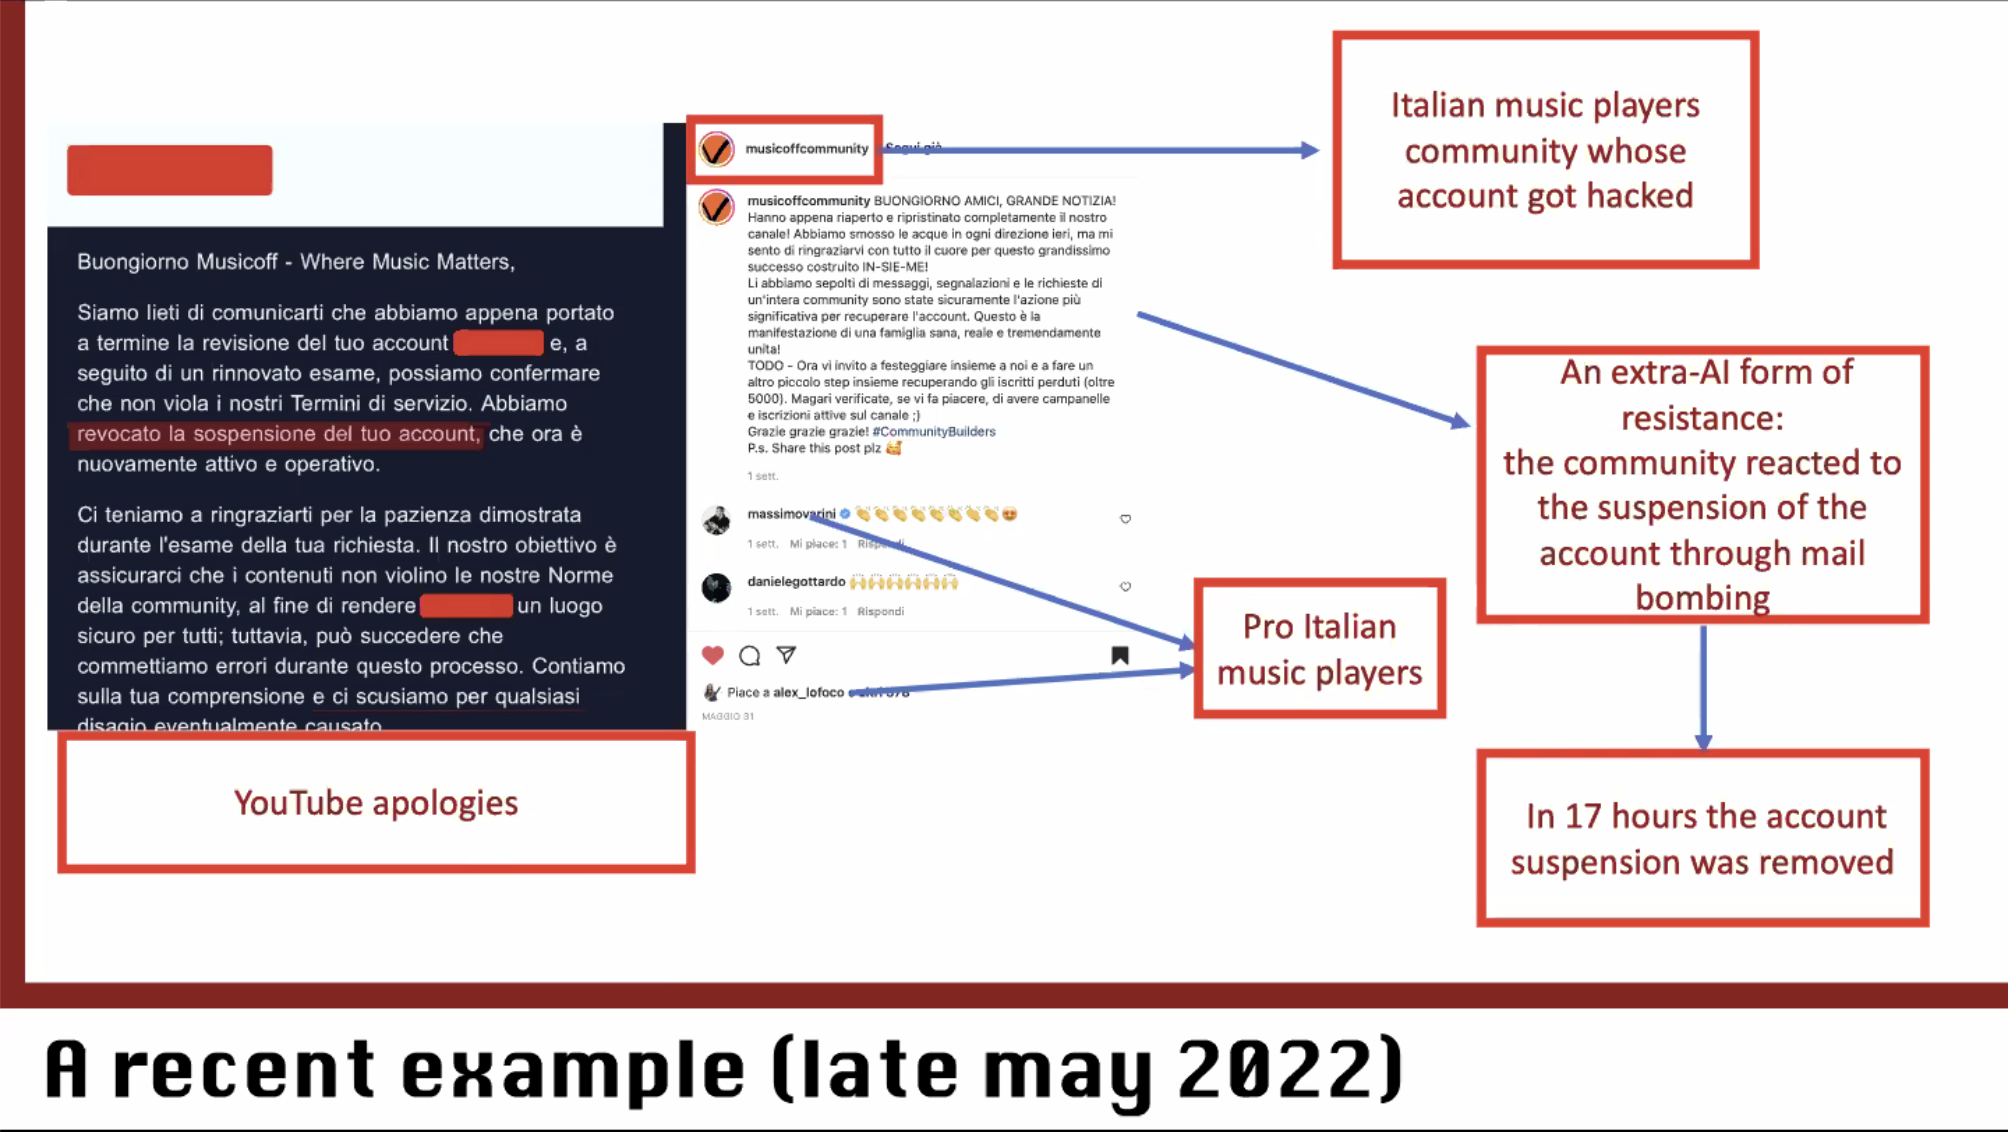 Buongiorno Musicoff - Where Music Matters,
Siamo lieti di comunicarti che abbiamo appena portato
a termine la revisione del tuo account e, a
seguito di un rinnovato esame, possiamo confermare
che non viola i nostri Termini di servizio. Abbiamo
revocato la sospensione del tuo account, che ora è
nuovamente attivo e operativo.
Ci teniamo a ringraziarti per la pazienza dimostrata
durante l'esame della tua richiesta. Il nostro obiettivo è
assicurarci che i contenuti non violino le nostre Norme
della community, al fine di rendere un luogo
sicuro per tutti; tuttavia, può succedere che
commettiamo errori durante questo processo. Contiamo
sulla tua comprensione e ci scusiamo per qualsiasi
disagio eventualmente causato
YouTube apologies
musicoffcommunity Segui già
musicoffcommunity BUONGIORNO AMICI, GRANDE NOTIZIA!
Hanno appena riaperto e ripristinato completamente il nostro
canale! Abbiamo smosso le acque in ogni direzione ieri, ma mi
sento di ringraziarvi con tutto il cuore per questo grandissimo
successo costruito IN-SIE-ME!
Li abbiamo sepolti di messaggi, segnalazioni e le richieste di
un'intera community sono state sicuramente l'azione più
significativa per recuperare l'account. Questo è la
manifestazione di una famiglia sana, reale e tremendamente
unita!
TODO - Ora vi invito a festeggiare insieme a noi e a fare un
altro piccolo step insieme recuperando gli iscritti perduti (oltre
5000). Magari verificate, se vi fa piacere, di avere campanelle
e iscrizioni attive sul canale ;)
Grazie grazie grazie! #CommunityBuilders
P.s. Share this post plz 🥰
1 sett.
massimovarini 👏👏👏👏👏👏👏👏😍
1 sett. Mi piace: 1 Rispondi
danielegottardo 🙌🙌🙌🙌🙌🙌
1 sett. Mi piace: 1 Rispondi
Piace a alex_lofoco e altri 378
MAGGIO 31
Italian music players
community whose
account got hacked
An extra-AI form of
resistance:
the community reacted to
the suspension of the
account through mail
bombing
Pro Italian
music players
In 17 hours the account
suspension was removed
A recent example (late may 2022)